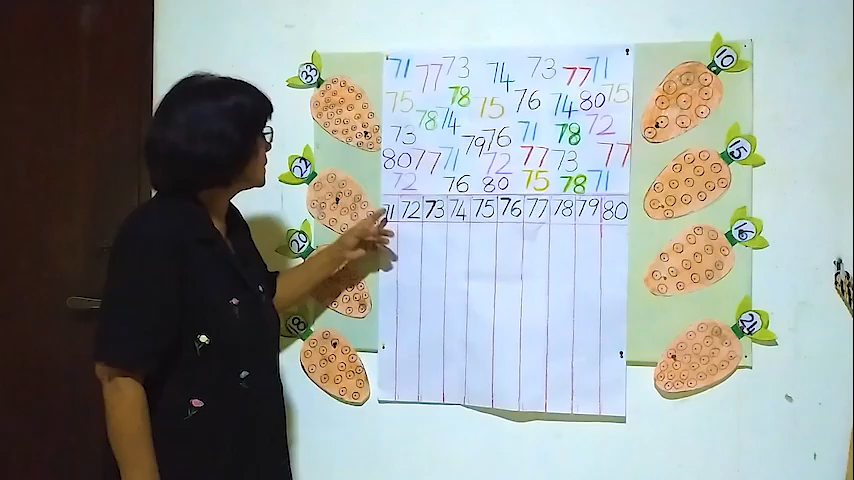 71 77 73 74 73 77 71
75 78 15 76 74 80 75
78 74
73 79 76 71 78 72
80 77 71 72 77 73 77
72 76 80 75 78 71
71 72 73 74 75 76 77 78 79 80
33
22
20
18
10
15
16
24